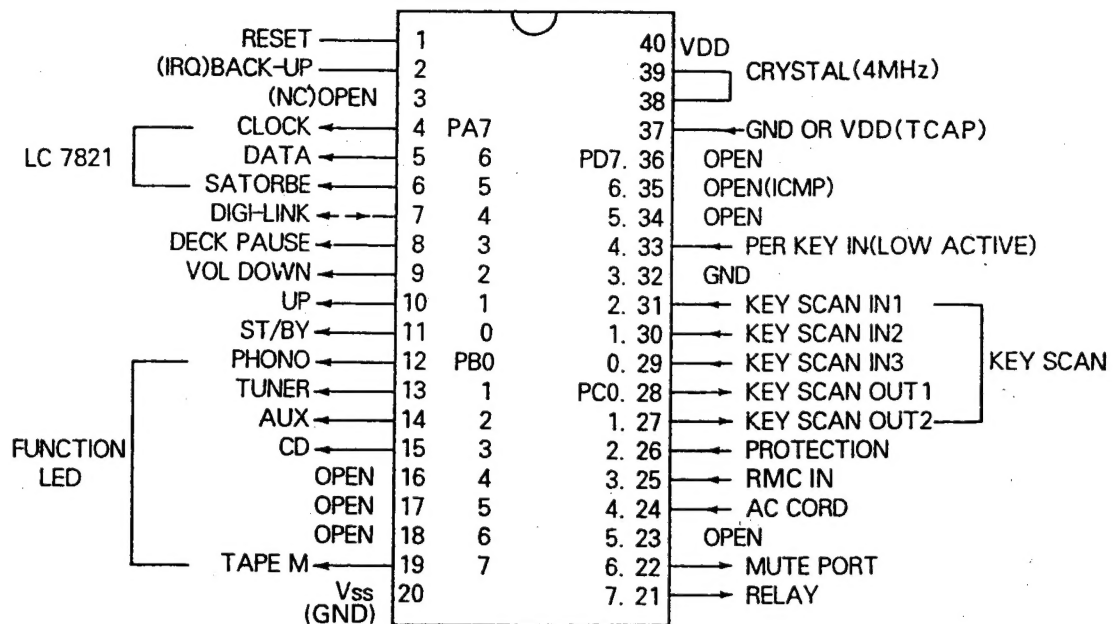 RESET 1 40 VDD
(IRQ)BACK-UP 2 39 CRYSTAL(4MHz)
(NC)OPEN 3 38
CLOCK 4 PA7 37 GND OR VDD(TCAP)
LC 7821 DATA 5 6 PD7. 36 OPEN
SATORBE 6 5 6. 35 OPEN(ICMP)
DIGI-LINK 7 4 5. 34 OPEN
DECK PAUSE 8 3 4. 33 PER KEY IN(LOW ACTIVE)
VOL DOWN 9 2 3. 32 GND
UP 10 1 2. 31 KEY SCAN IN1
ST/BY 11 0 1. 30 KEY SCAN IN2
PHONO 12 PB0 0. 29 KEY SCAN IN3 KEY SCAN
TUNER 13 1 PC0. 28 KEY SCAN OUT1
AUX 14 2 1. 27 KEY SCAN OUT2
FUNCTION CD 15 3 2. 26 PROTECTION
LED OPEN 16 4 3. 25 RMC IN
OPEN 17 5 4. 24 AC CORD
OPEN 18 6 5. 23 OPEN
TAPE M 19 7 6. 22 MUTE PORT
Vss 20 7. 21 RELAY
(GND)